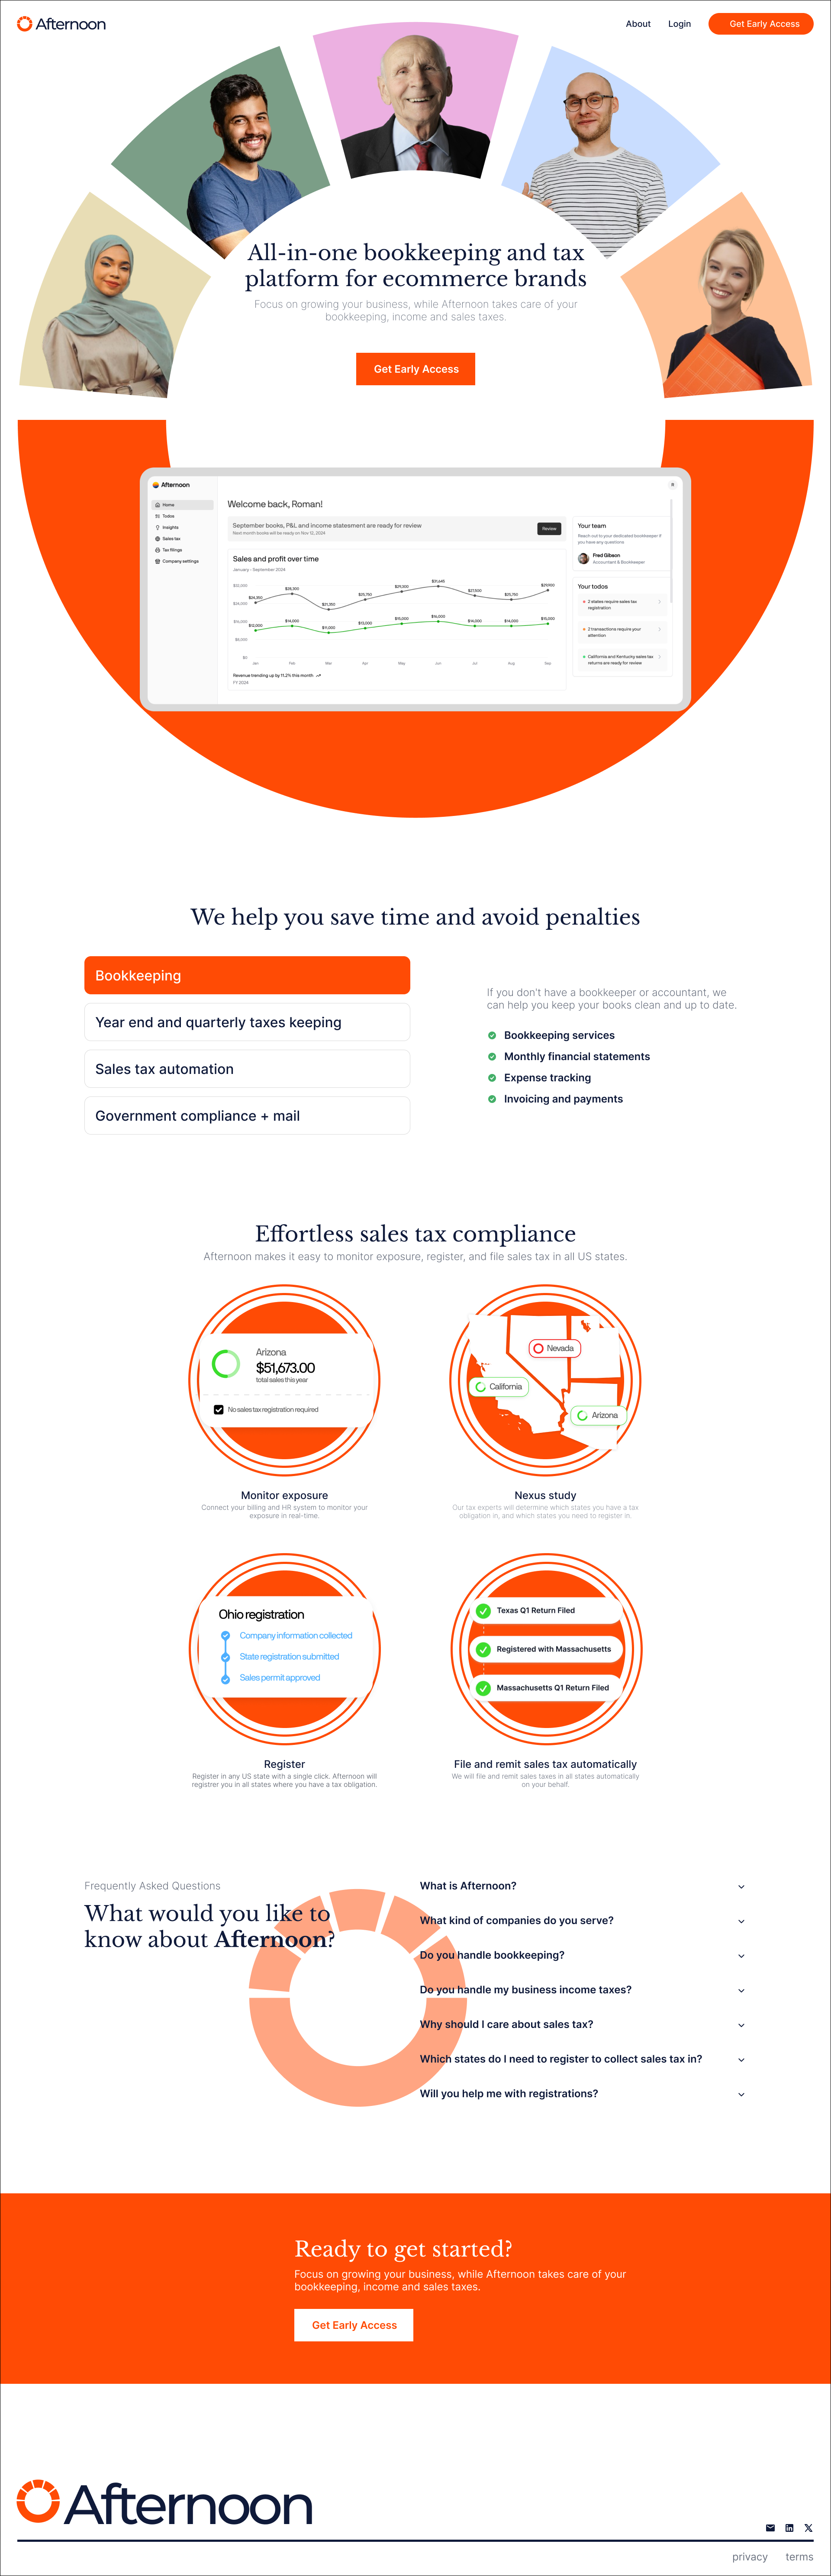 Afternoon
About
Login
Get Early Access
All-in-one bookkeeping and tax
platform for ecommerce brands
Focus on growing your business, while Afternoon takes care of your
bookkeeping, income and sales taxes.
Get Early Access
Afternoon
Home
Todos
Insights
Sales tax
Tax filings
Company settings
Welcome back, Roman!
September books, P&L and income statement are ready for review
Next month books will be ready on Nov 12, 2024
Review
Sales and profit over time
January - September 2024
Jan
Feb
Mar
Apr
May
Jun
Jul
Aug
Sep
Revenue trending up by 11.2% this month
FY 2024
Your team
Reach out to your dedicated bookkeeper if
you have any questions
Fred Gibson
Accountant & Bookkeeper
Your todos
2 states require sales tax
registration
2 transactions require your
attention
California and Kentucky sales tax
returns are ready for review
We help you save time and avoid penalties
Bookkeeping
Year end and quarterly taxes keeping
Sales tax automation
Government compliance + mail
If you don't have a bookkeeper or accountant, we
can help you keep your books clean and up to date.
Bookkeeping services
Monthly financial statements
Expense tracking
Invoicing and payments
Effortless sales tax compliance
Afternoon makes it easy to monitor exposure, register, and file sales tax in all US states.
Arizona
$51,673.00
total sales this year
No sales tax registration required
Nevada
California
Arizona
Monitor exposure
Connect your billing and HR system to monitor your
exposure in real-time.
Nexus study
Our tax experts will determine which states you have a tax
obligation in, and which states you need to register in.
Ohio registration
Company information collected
State registration submitted
Sales permit approved
Texas Q1 Return Filed
Registered with Massachusetts
Massachusetts Q1 Return Filed
Register
Register in any US state with a single click. Afternoon will
registrer you in all states where you have a tax obligation.
File and remit sales tax automatically
We will file and remit sales taxes in all states automatically
on your behalf.
Frequently Asked Questions
What would you like to
know about Afternoon?
What is Afternoon?
What kind of companies do you serve?
Do you handle bookkeeping?
Do you handle my business income taxes?
Why should I care about sales tax?
Which states do I need to register to collect sales tax in?
Will you help me with registrations?
Ready to get started?
Focus on growing your business, while Afternoon takes care of your
bookkeeping, income and sales taxes.
Get Early Access
Afternoon
privacy
terms